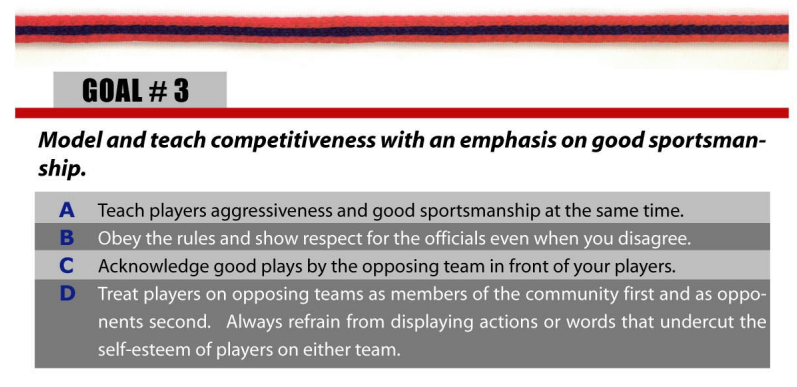 GOAL # 3
Model and teach competitiveness with an emphasis on good sportsman-
ship.
A Teach players aggressiveness and good sportsmanship at the same time.
B Obey the rules and show respect for the officials even when you disagree.
C Acknowledge good plays by the opposing team in front of your players.
D Treat players on opposing teams as members of the community first and as oppo-
nents second. Always refrain from displaying actions or words that undercut the
self-esteem of players on either team.